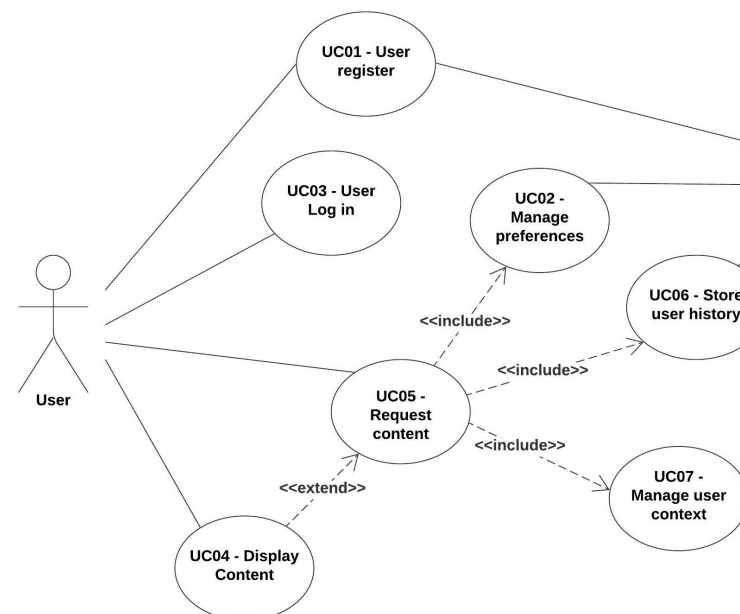 UC01 - User
register
UC03 - User
Log in
UC02 -
Manage
preferences
UC06 - Store
user history
<<include>>
<<include>>
User
UC05 -
Request
content
<<include>>
UC07 -
Manage user
context
<<extend>>
UC04 - Display
Content